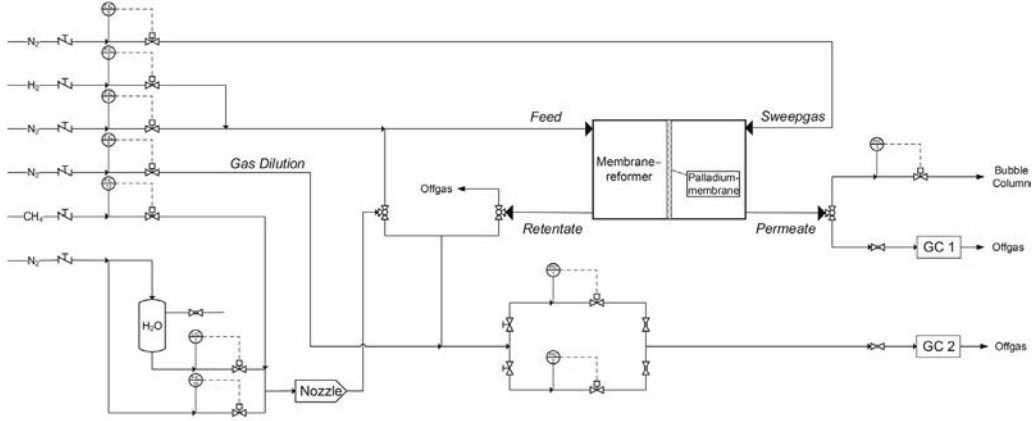 N₂
H₂
N₂
Feed
Sweepgas
N₂
Gas Dilution
Membrane-
reformer
Palladium-
membrane
Bubble
Column
Offgas
CH₄
Retentate
Permeate
GC 1
Offgas
N₂
H₂O
GC 2
Offgas
Nozzle